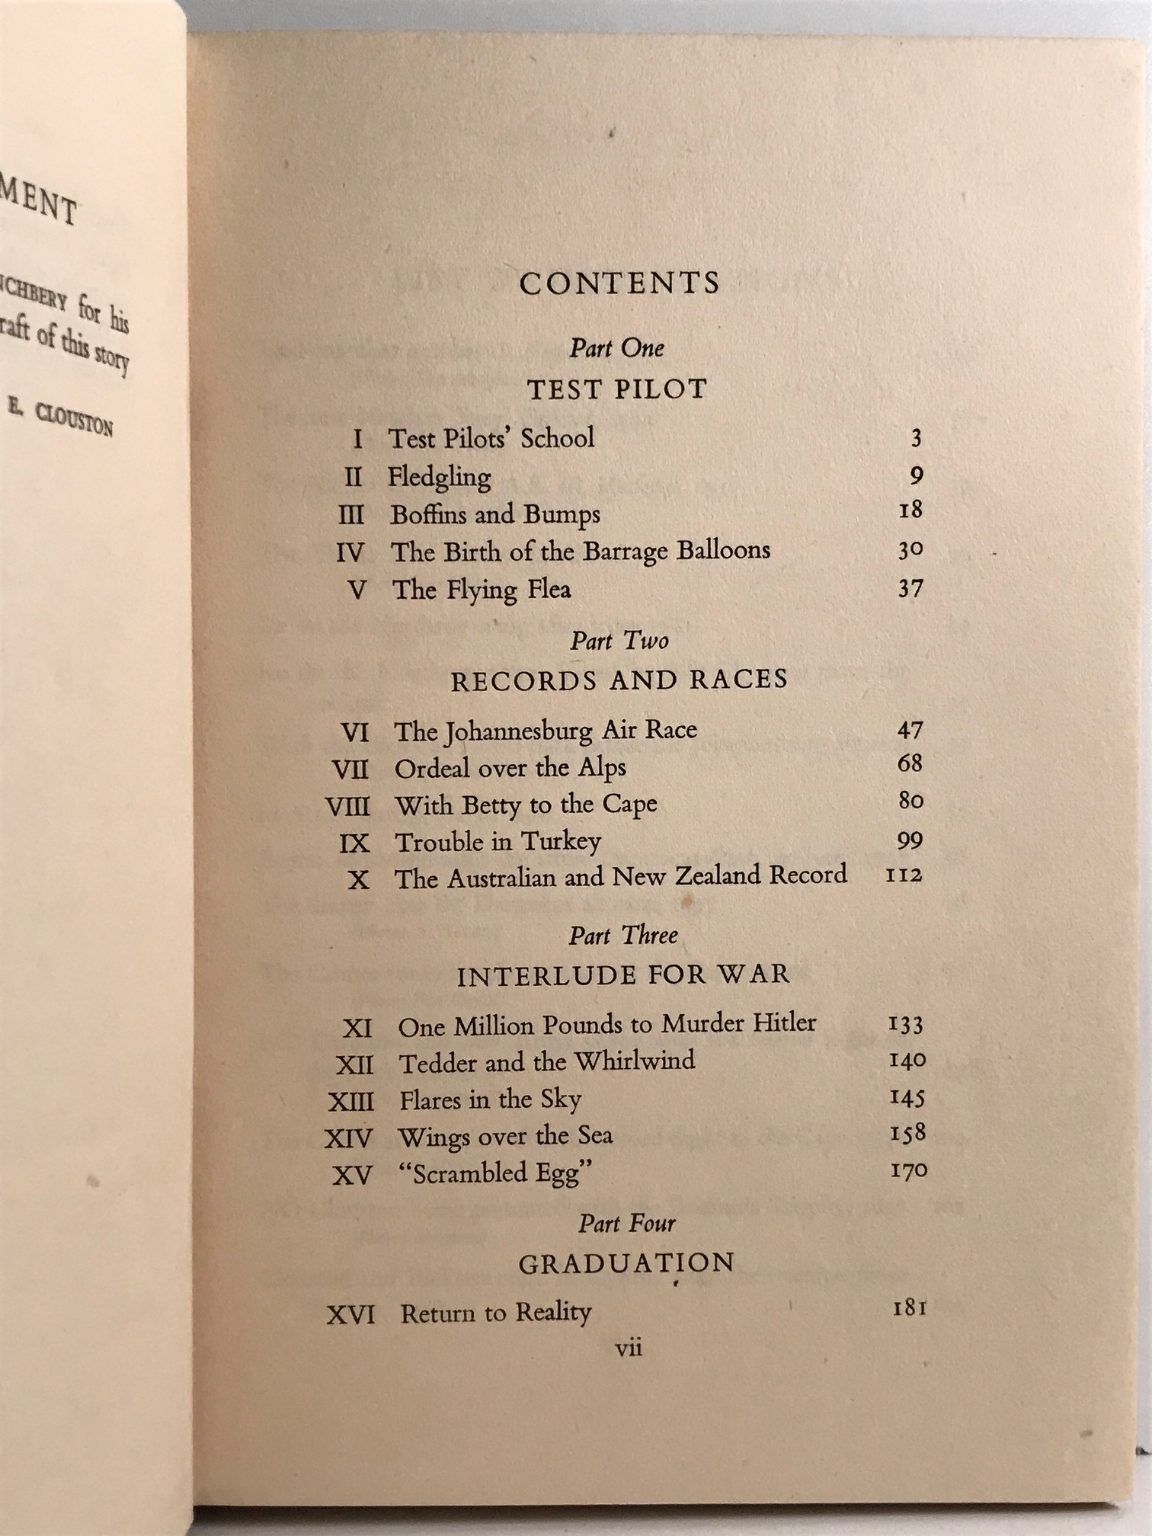 MENT
NCHBERY for his
raft of this story
E. CLOUSTON
CONTENTS
Part One
TEST PILOT
I Test Pilots' School 3
II Fledgling 9
III Boffins and Bumps 18
IV The Birth of the Barrage Balloons 30
V The Flying Flea 37
Part Two
RECORDS AND RACES
VI The Johannesburg Air Race 47
VII Ordeal over the Alps 68
VIII With Betty to the Cape 80
IX Trouble in Turkey 99
X The Australian and New Zealand Record 112
Part Three
INTERLUDE FOR WAR
XI One Million Pounds to Murder Hitler 133
XII Tedder and the Whirlwind 140
XIII Flares in the Sky 145
XIV Wings over the Sea 158
XV “Scrambled Egg” 170
Part Four
GRADUATION
XVI Return to Reality 181
vii